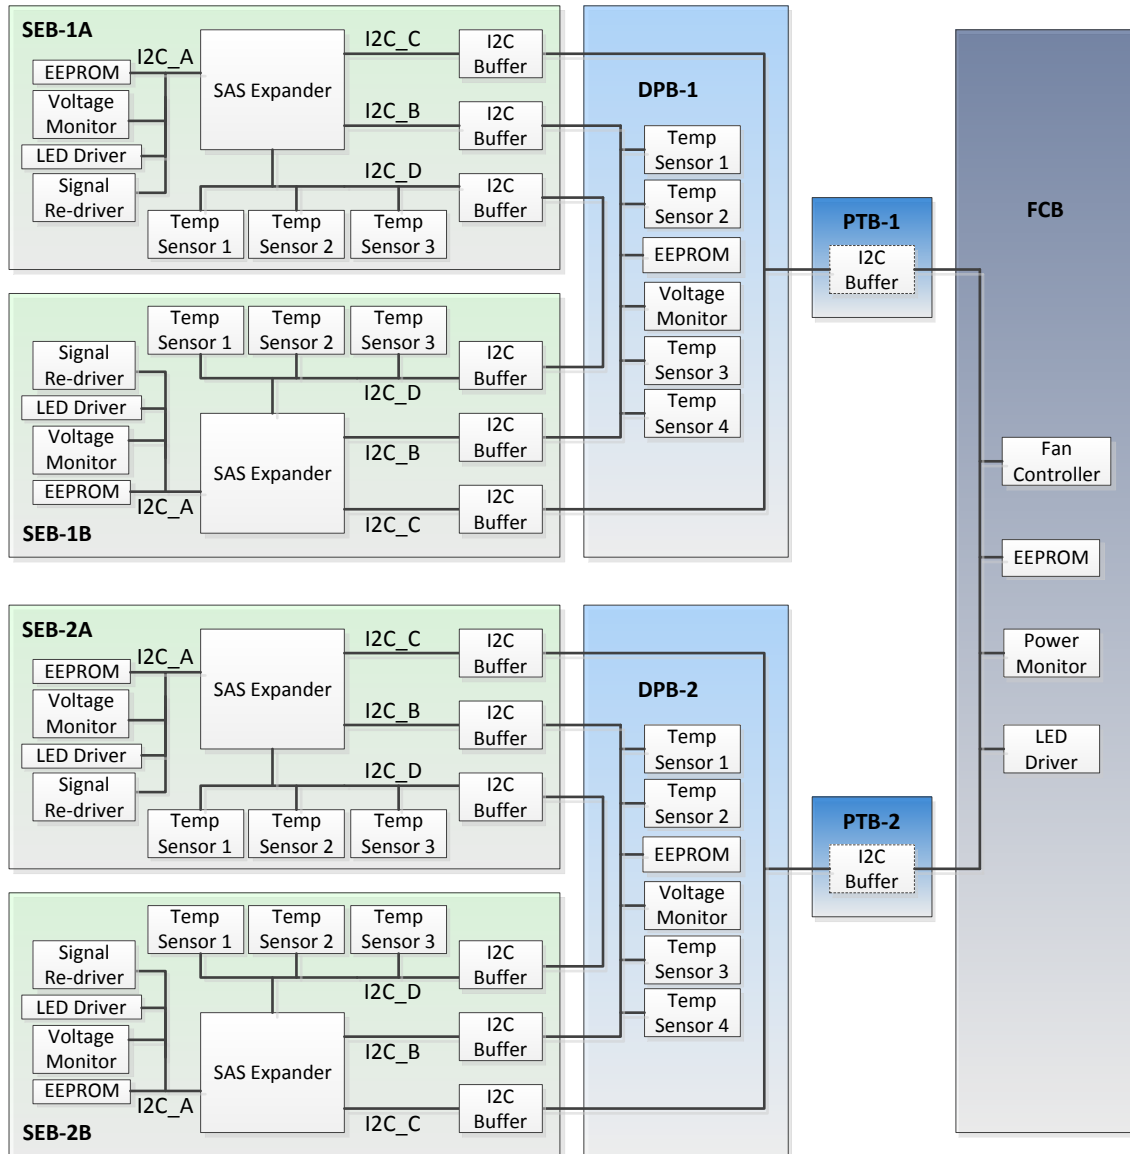 SEB-1A
I2C_A
EEPROM
Voltage
Monitor
LED Driver
Signal
Re-driver
SAS Expander
I2C_C
I2C_B
I2C_D
I2C
Buffer
I2C
Buffer
I2C
Buffer
Temp
Sensor 1
Temp
Sensor 2
Temp
Sensor 3
SEB-1B
Temp
Sensor 1
Temp
Sensor 2
Temp
Sensor 3
Signal
Re-driver
LED Driver
Voltage
Monitor
EEPROM
I2C_A
SAS Expander
I2C_D
I2C_B
I2C_C
I2C
Buffer
I2C
Buffer
I2C
Buffer
DPB-1
Temp
Sensor 1
Temp
Sensor 2
EEPROM
Voltage
Monitor
Temp
Sensor 3
Temp
Sensor 4
PTB-1
I2C
Buffer
FCB
Fan
Controller
EEPROM
Power
Monitor
LED
Driver
SEB-2A
I2C_A
EEPROM
Voltage
Monitor
LED Driver
Signal
Re-driver
SAS Expander
I2C_C
I2C_B
I2C_D
I2C
Buffer
I2C
Buffer
I2C
Buffer
Temp
Sensor 1
Temp
Sensor 2
Temp
Sensor 3
SEB-2B
Temp
Sensor 1
Temp
Sensor 2
Temp
Sensor 3
Signal
Re-driver
LED Driver
Voltage
Monitor
EEPROM
I2C_A
SAS Expander
I2C_D
I2C_B
I2C_C
I2C
Buffer
I2C
Buffer
I2C
Buffer
DPB-2
Temp
Sensor 1
Temp
Sensor 2
EEPROM
Voltage
Monitor
Temp
Sensor 3
Temp
Sensor 4
PTB-2
I2C
Buffer